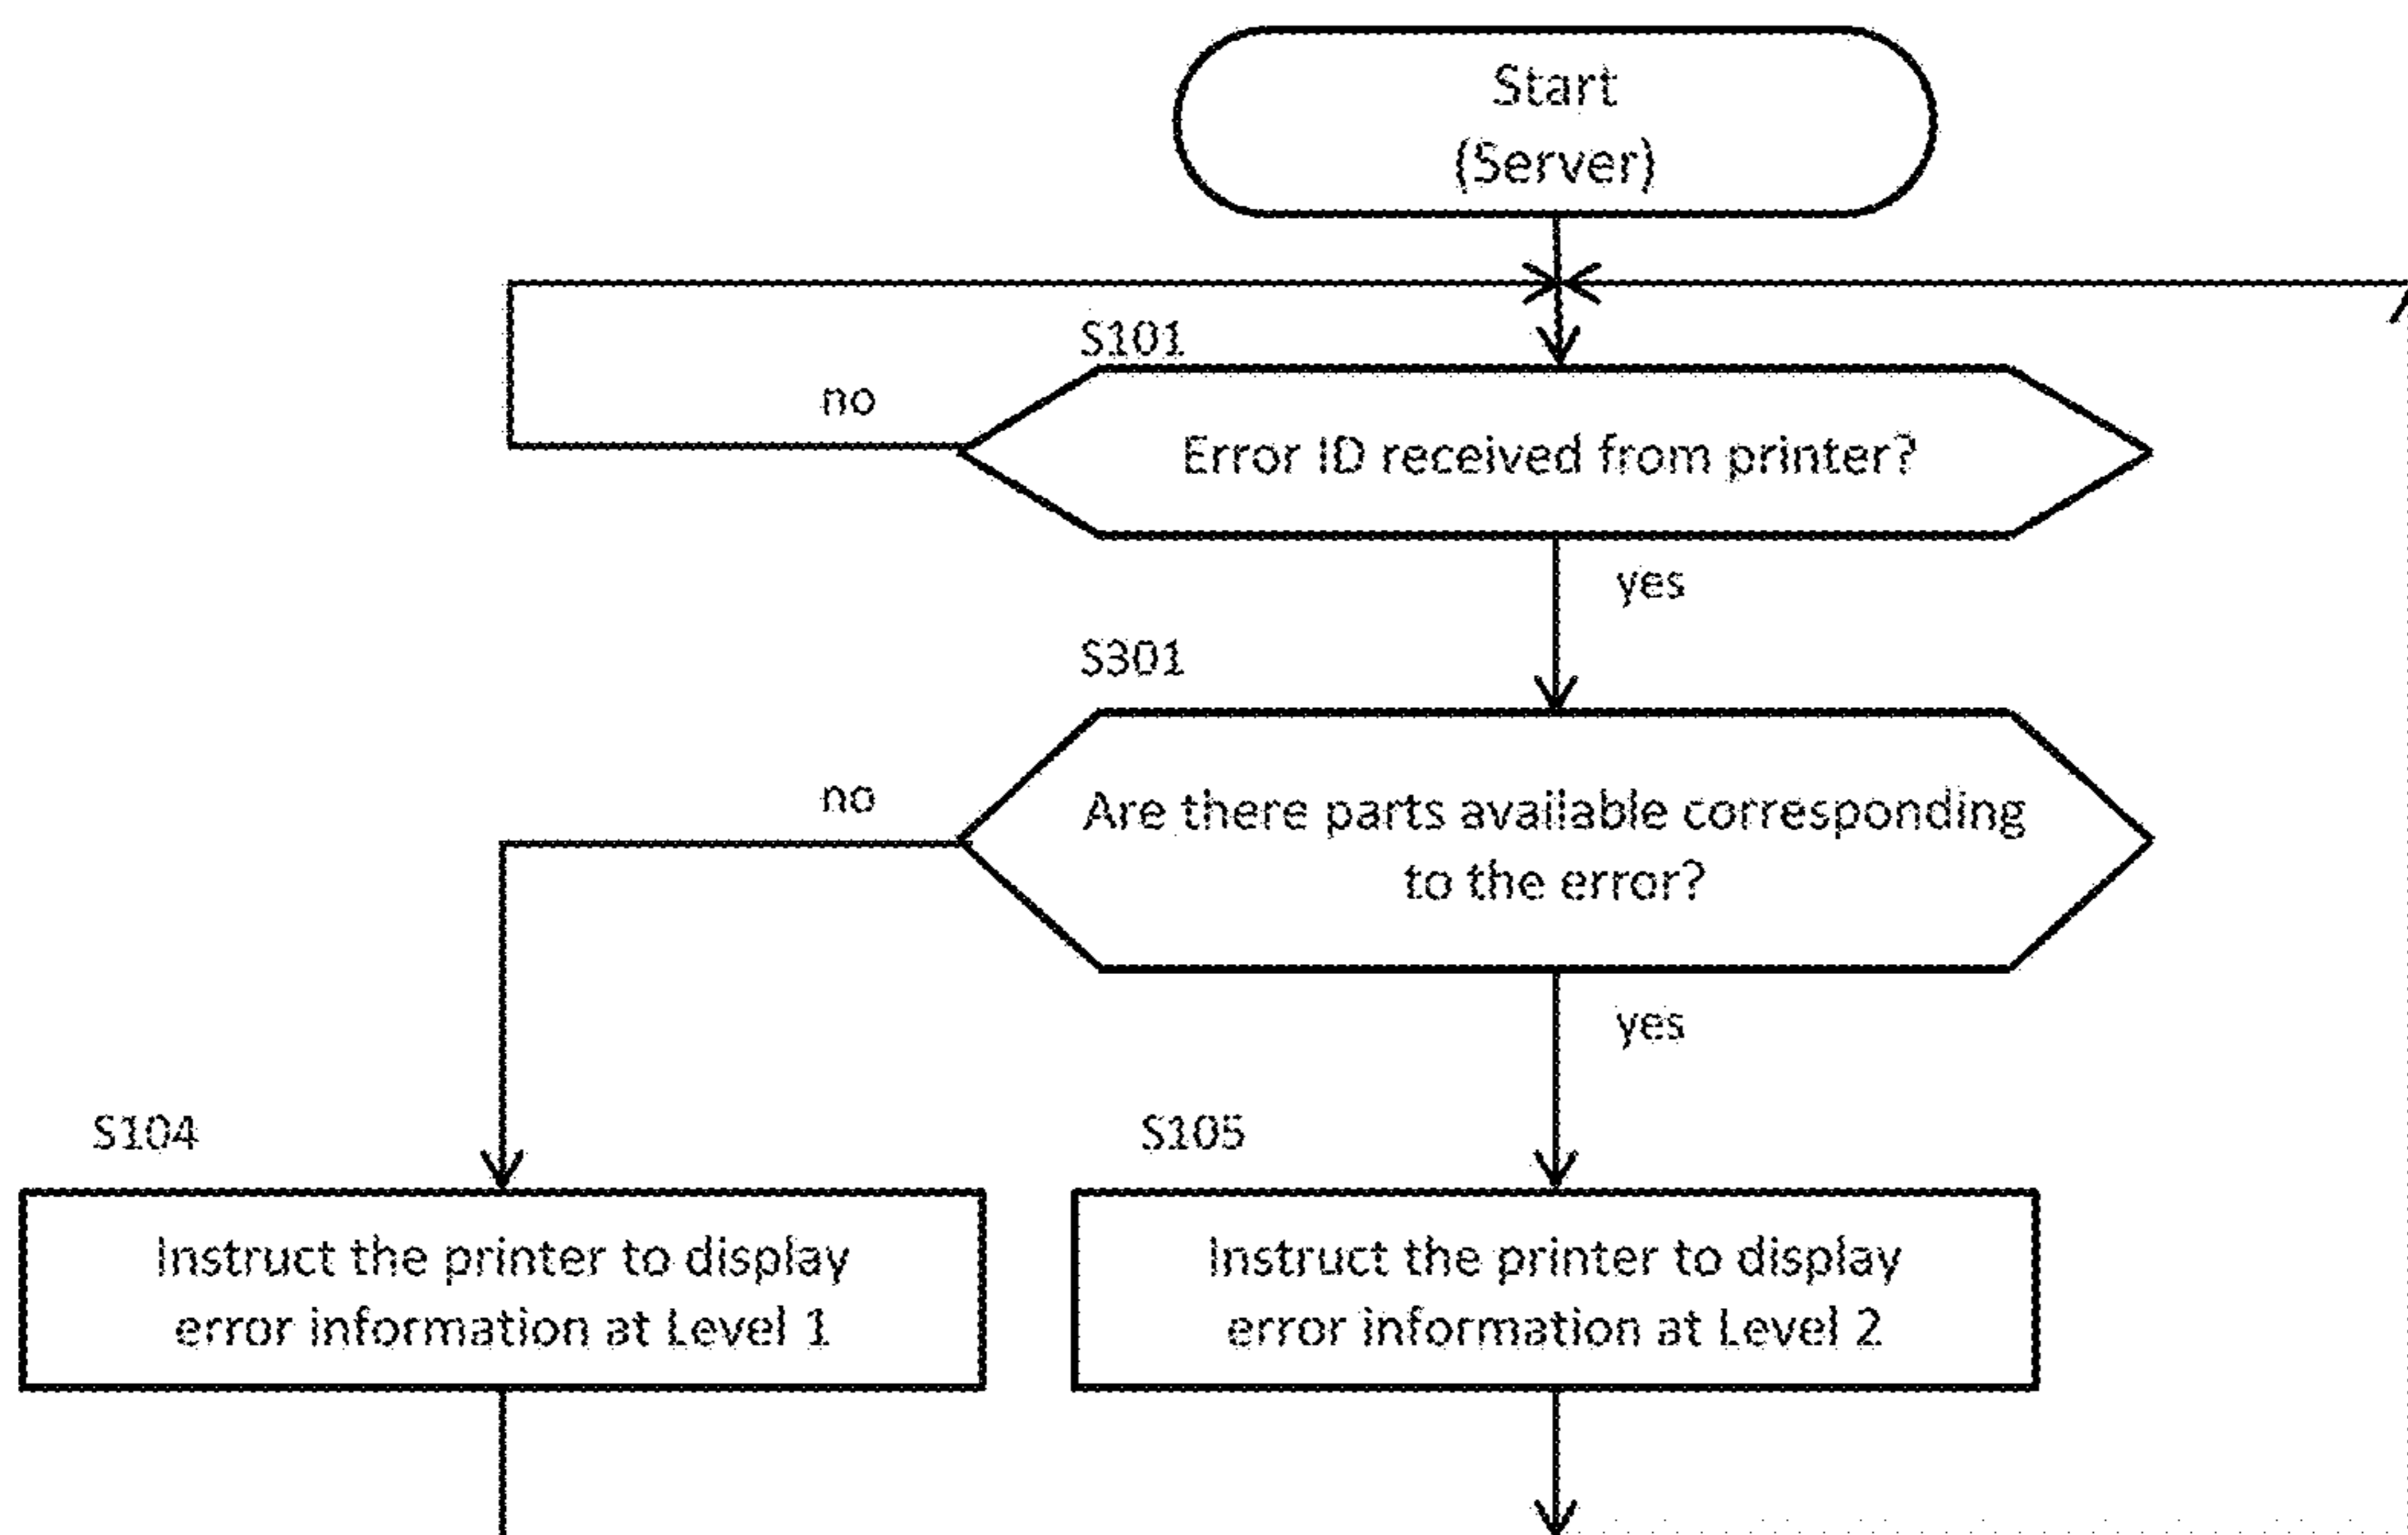 Start
(Server)
S101
no
Error ID received from printer?
yes
S301
no
Are there parts available corresponding
to the error?
yes
S104
S105
Instruct the printer to display
error information at Level 1
Instruct the printer to display
error information at Level 2